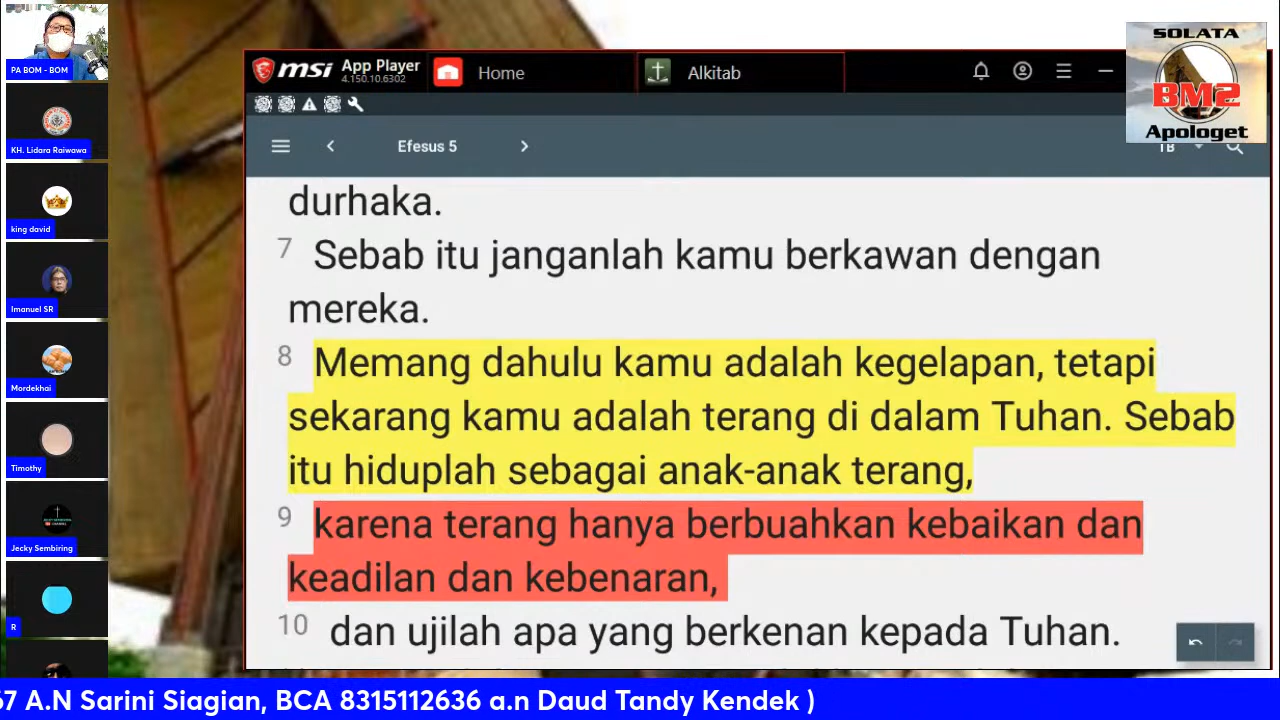 PA BOM - BOM
KH. Lidara Raiwawa
king david
Imanuel SR
Mordekhai
Timothy
Jecky Sembiring
R
msi App Player
4.150.10.6302
Home
Alkitab
SOLATA
BM2
Apologet
Efesus 5
TB
durhaka.
7 Sebab itu janganlah kamu berkawan dengan
mereka.
8 Memang dahulu kamu adalah kegelapan, tetapi
sekarang kamu adalah terang di dalam Tuhan. Sebab
itu hiduplah sebagai anak-anak terang,
9 karena terang hanya berbuahkan kebaikan dan
keadilan dan kebenaran,
10 dan ujilah apa yang berkenan kepada Tuhan.
67 A.N Sarini Siagian, BCA 8315112636 a.n Daud Tandy Kendek )